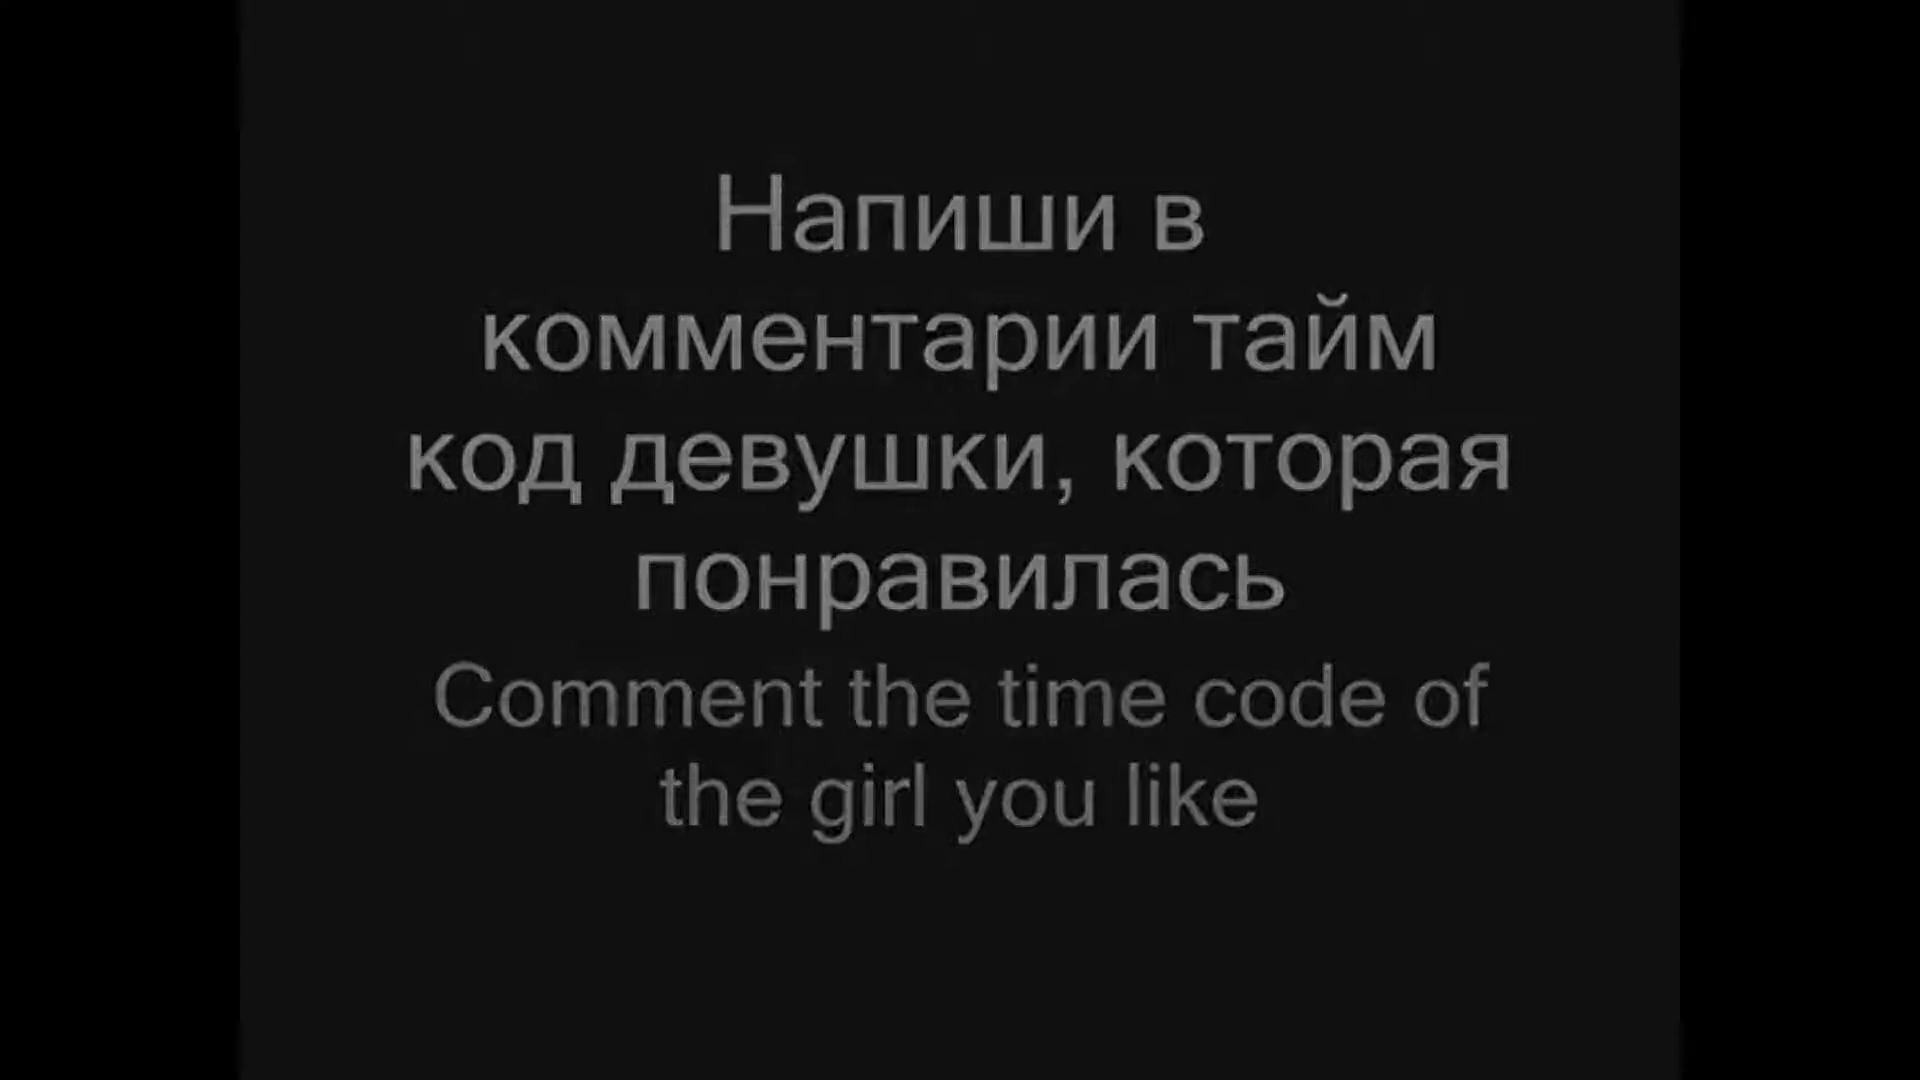 Напиши в
комментарии тайм
код девушки, которая
понравилась
Comment the time code of
the girl you like